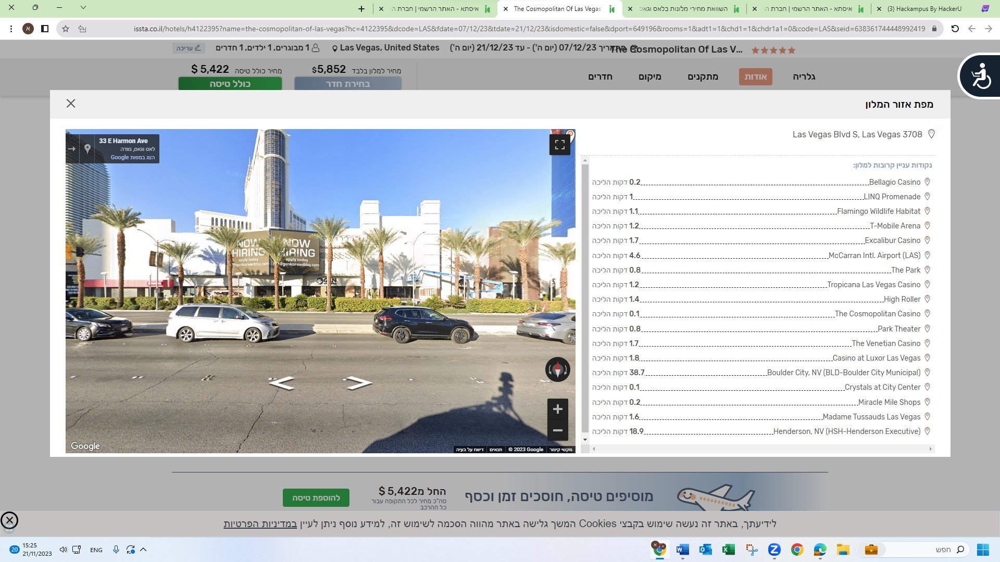 איסתא - האתר הרשמי | חברת ה
The Cosmopolitan Of Las Vegas
השוואת מחירי מלונות בלאס וגאס
איסתא - האתר הרשמי | חברת ה
(3) Hackampus By HackerU
issta.co.il/hotels/h4122395?name=the-cosmopolitan-of-las-vegas?hc=4122395&dcode=LAS&fdate=07/12/23&tdate=21/12/23&isdomestic=false&dport=649196&rooms=1&adt1=1&chd1=1&chdr1a1=0&code=LAS&seid=638361744448992419
The Cosmopolitan Of Las V...
מתאריך 07/12/23 (יום ה') - עד 21/12/23 (יום ה')
Las Vegas, United States
1 מבוגרים, 1 ילדים, 1 חדרים
עריכה
גלריה
אודות
מתקנים
מיקום
חדרים
מחיר למלון בלבד $5,852
בחירת חדר
מחיר כולל טיסה $ 5,422
כולל טיסה
מפת אזור המלון
33 E Harmon Ave
לאס וגאס, נוודה
הצג במפות Google
NOW HIRING
apply today
@genkoreanbbq.com
NOW HIRING
apply today
@genkoreanbbq.com
GEN
Google
מקשי קיצור
© 2023 Google
תנאים
דיווח על בעיה
Las Vegas Blvd S, Las Vegas 3708
נקודות עניין קרובות למלון:
Bellagio Casino 0.2 דקות הליכה
LINQ Promenade 1 דקות הליכה
Flamingo Wildlife Habitat 1.1 דקות הליכה
T-Mobile Arena 1.2 דקות הליכה
Excalibur Casino 1.7 דקות הליכה
McCarran Intl. Airport (LAS) 4.6 דקות הליכה
The Park 0.8 דקות הליכה
Tropicana Las Vegas Casino 1.2 דקות הליכה
High Roller 1.4 דקות הליכה
The Cosmopolitan Casino 0.1 דקות הליכה
Park Theater 0.8 דקות הליכה
The Venetian Casino 1.7 דקות הליכה
Casino at Luxor Las Vegas 1.8 דקות הליכה
Boulder City, NV (BLD-Boulder City Municipal) 38.7 דקות הליכה
Crystals at City Center 0.1 דקות הליכה
Miracle Mile Shops 0.2 דקות הליכה
Madame Tussauds Las Vegas 1.6 דקות הליכה
Henderson, NV (HSH-Henderson Executive) 18.9 דקות הליכה
מוסיפים טיסה, חוסכים זמן וכסף
החל מ5,422 $
סה"כ מחיר לכל התקופה עבור
כל ההרכב
להוספת טיסה
לידיעתך, באתר זה נעשה שימוש בקבצי Cookies המשך גלישה באתר מהווה הסכמה לשימוש זה, למידע נוסף ניתן לעיין במדיניות הפרטיות
חפש
ENG
15:25
21/11/2023
20